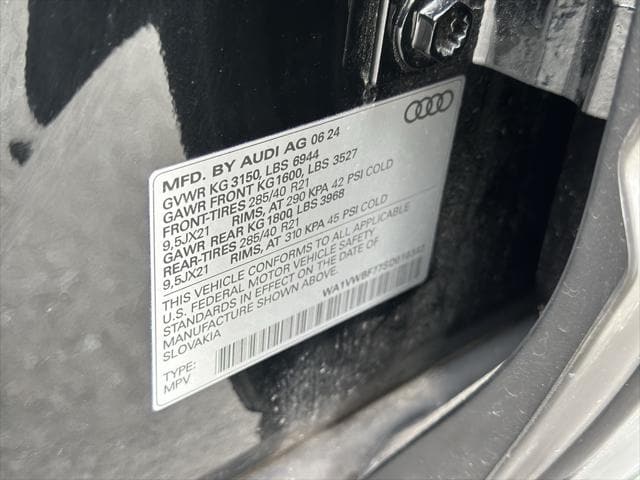 MFD. BY AUDI AG 06 24
GVWR KG 3150, LBS 6944
GAWR FRONT KG1600, LBS 3527
FRONT-TIRES 285/40 R21
9,5JX21 RIMS, AT 290 KPA 42 PSI COLD
GAWR REAR KG 1800, LBS 3968
REAR-TIRES 285/40 R21
9,5JX21 RIMS, AT 310 KPA 45 PSI COLD
THIS VEHICLE CONFORMS TO ALL APPLICABLE
U.S. FEDERAL MOTOR VEHICLE SAFETY
STANDARDS IN EFFECT ON THE DATE OF
MANUFACTURE SHOWN ABOVE.
SLOVAKIA
TYPE:
MPV